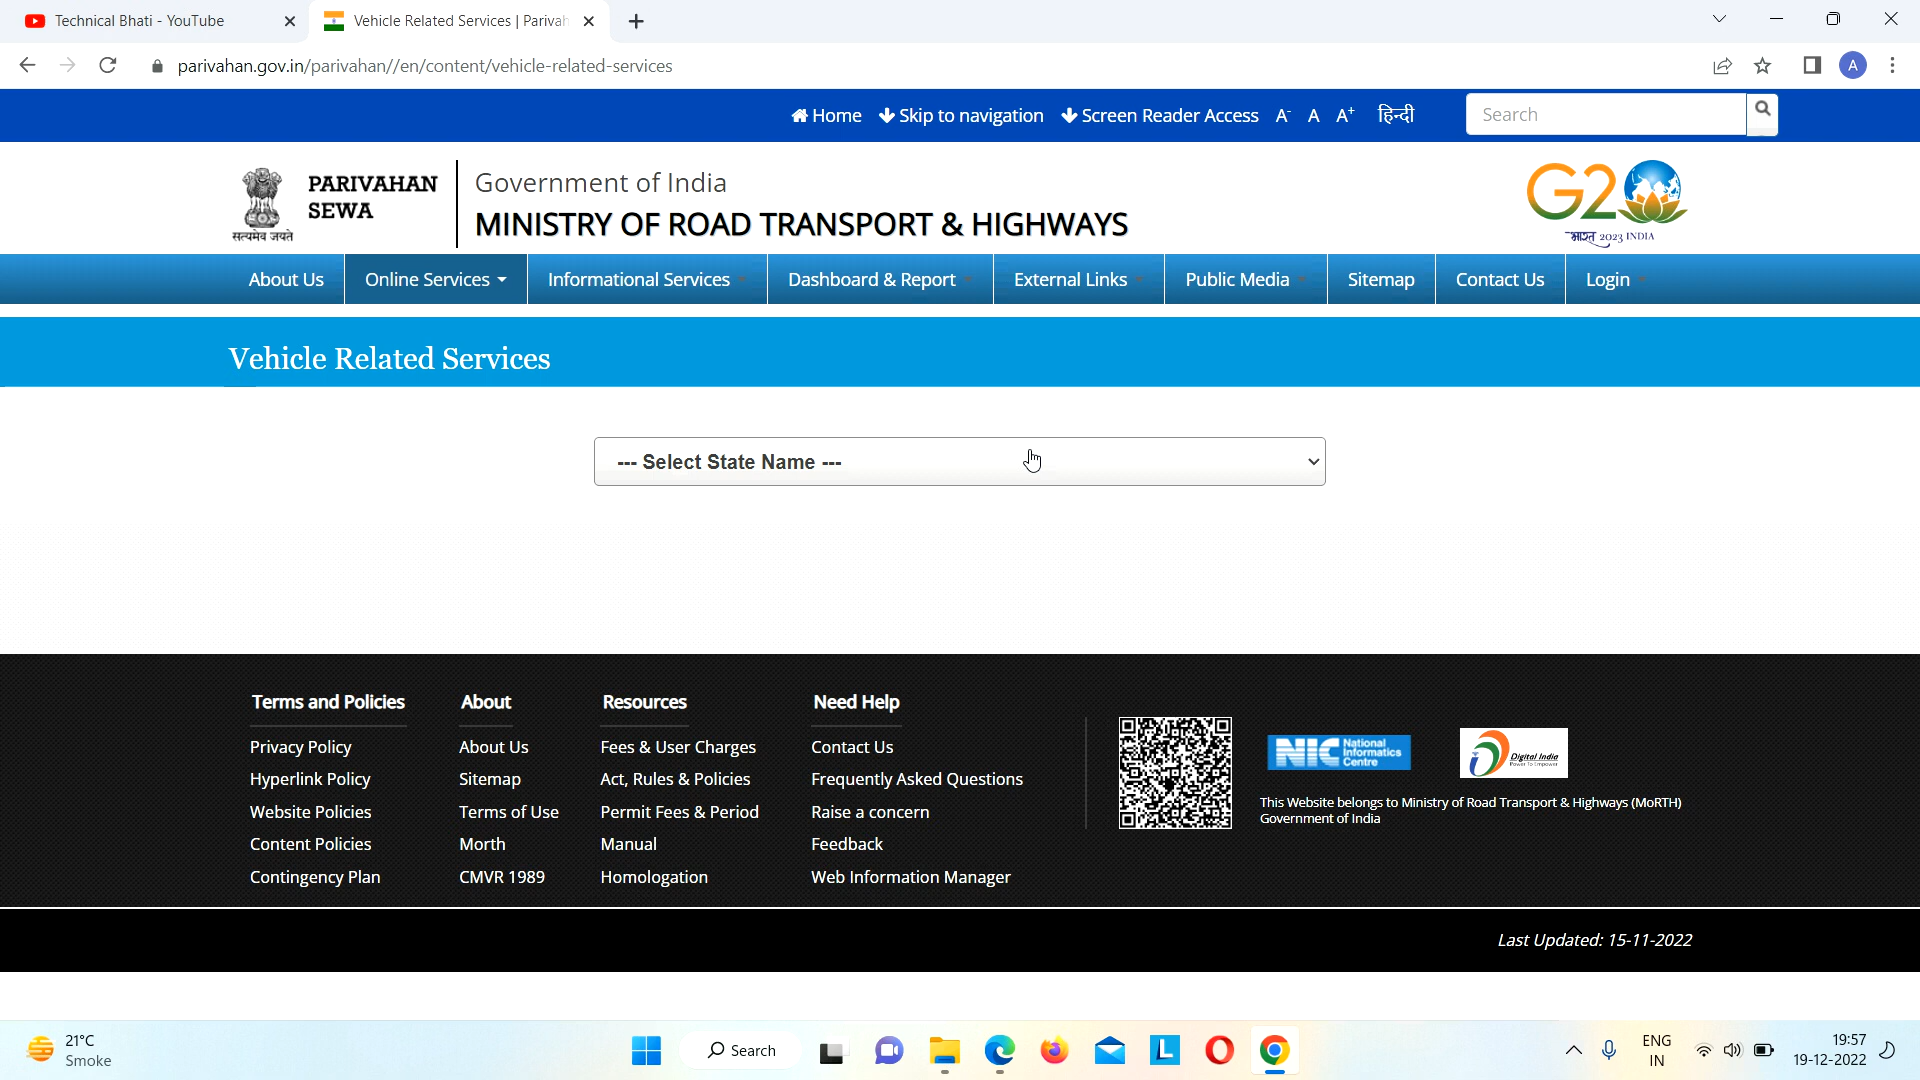 Technical Bhati - YouTube
Vehicle Related Services | Parivah
parivahan.gov.in/parivahan//en/content/vehicle-related-services
A
Home Skip to navigation Screen Reader Access A- A A+ हिन्दी
Search
सत्यमेव जयते
PARIVAHAN
SEWA
Government of India
MINISTRY OF ROAD TRANSPORT & HIGHWAYS
G20
भारत 2023 INDIA
About Us Online Services Informational Services Dashboard & Report External Links Public Media Sitemap Contact Us Login
Vehicle Related Services
--- Select State Name ---
Terms and Policies
Privacy Policy
Hyperlink Policy
Website Policies
Content Policies
Contingency Plan
About
About Us
Sitemap
Terms of Use
Morth
CMVR 1989
Resources
Fees & User Charges
Act, Rules & Policies
Permit Fees & Period
Manual
Homologation
Need Help
Contact Us
Frequently Asked Questions
Raise a concern
Feedback
Web Information Manager
NIC National
Informatics
Centre
Digital India
Power To Empower
This Website belongs to Ministry of Road Transport & Highways (MoRTH)
Government of India
Last Updated: 15-11-2022
21°C
Smoke
Search
L
ENG
IN
19:57
19-12-2022